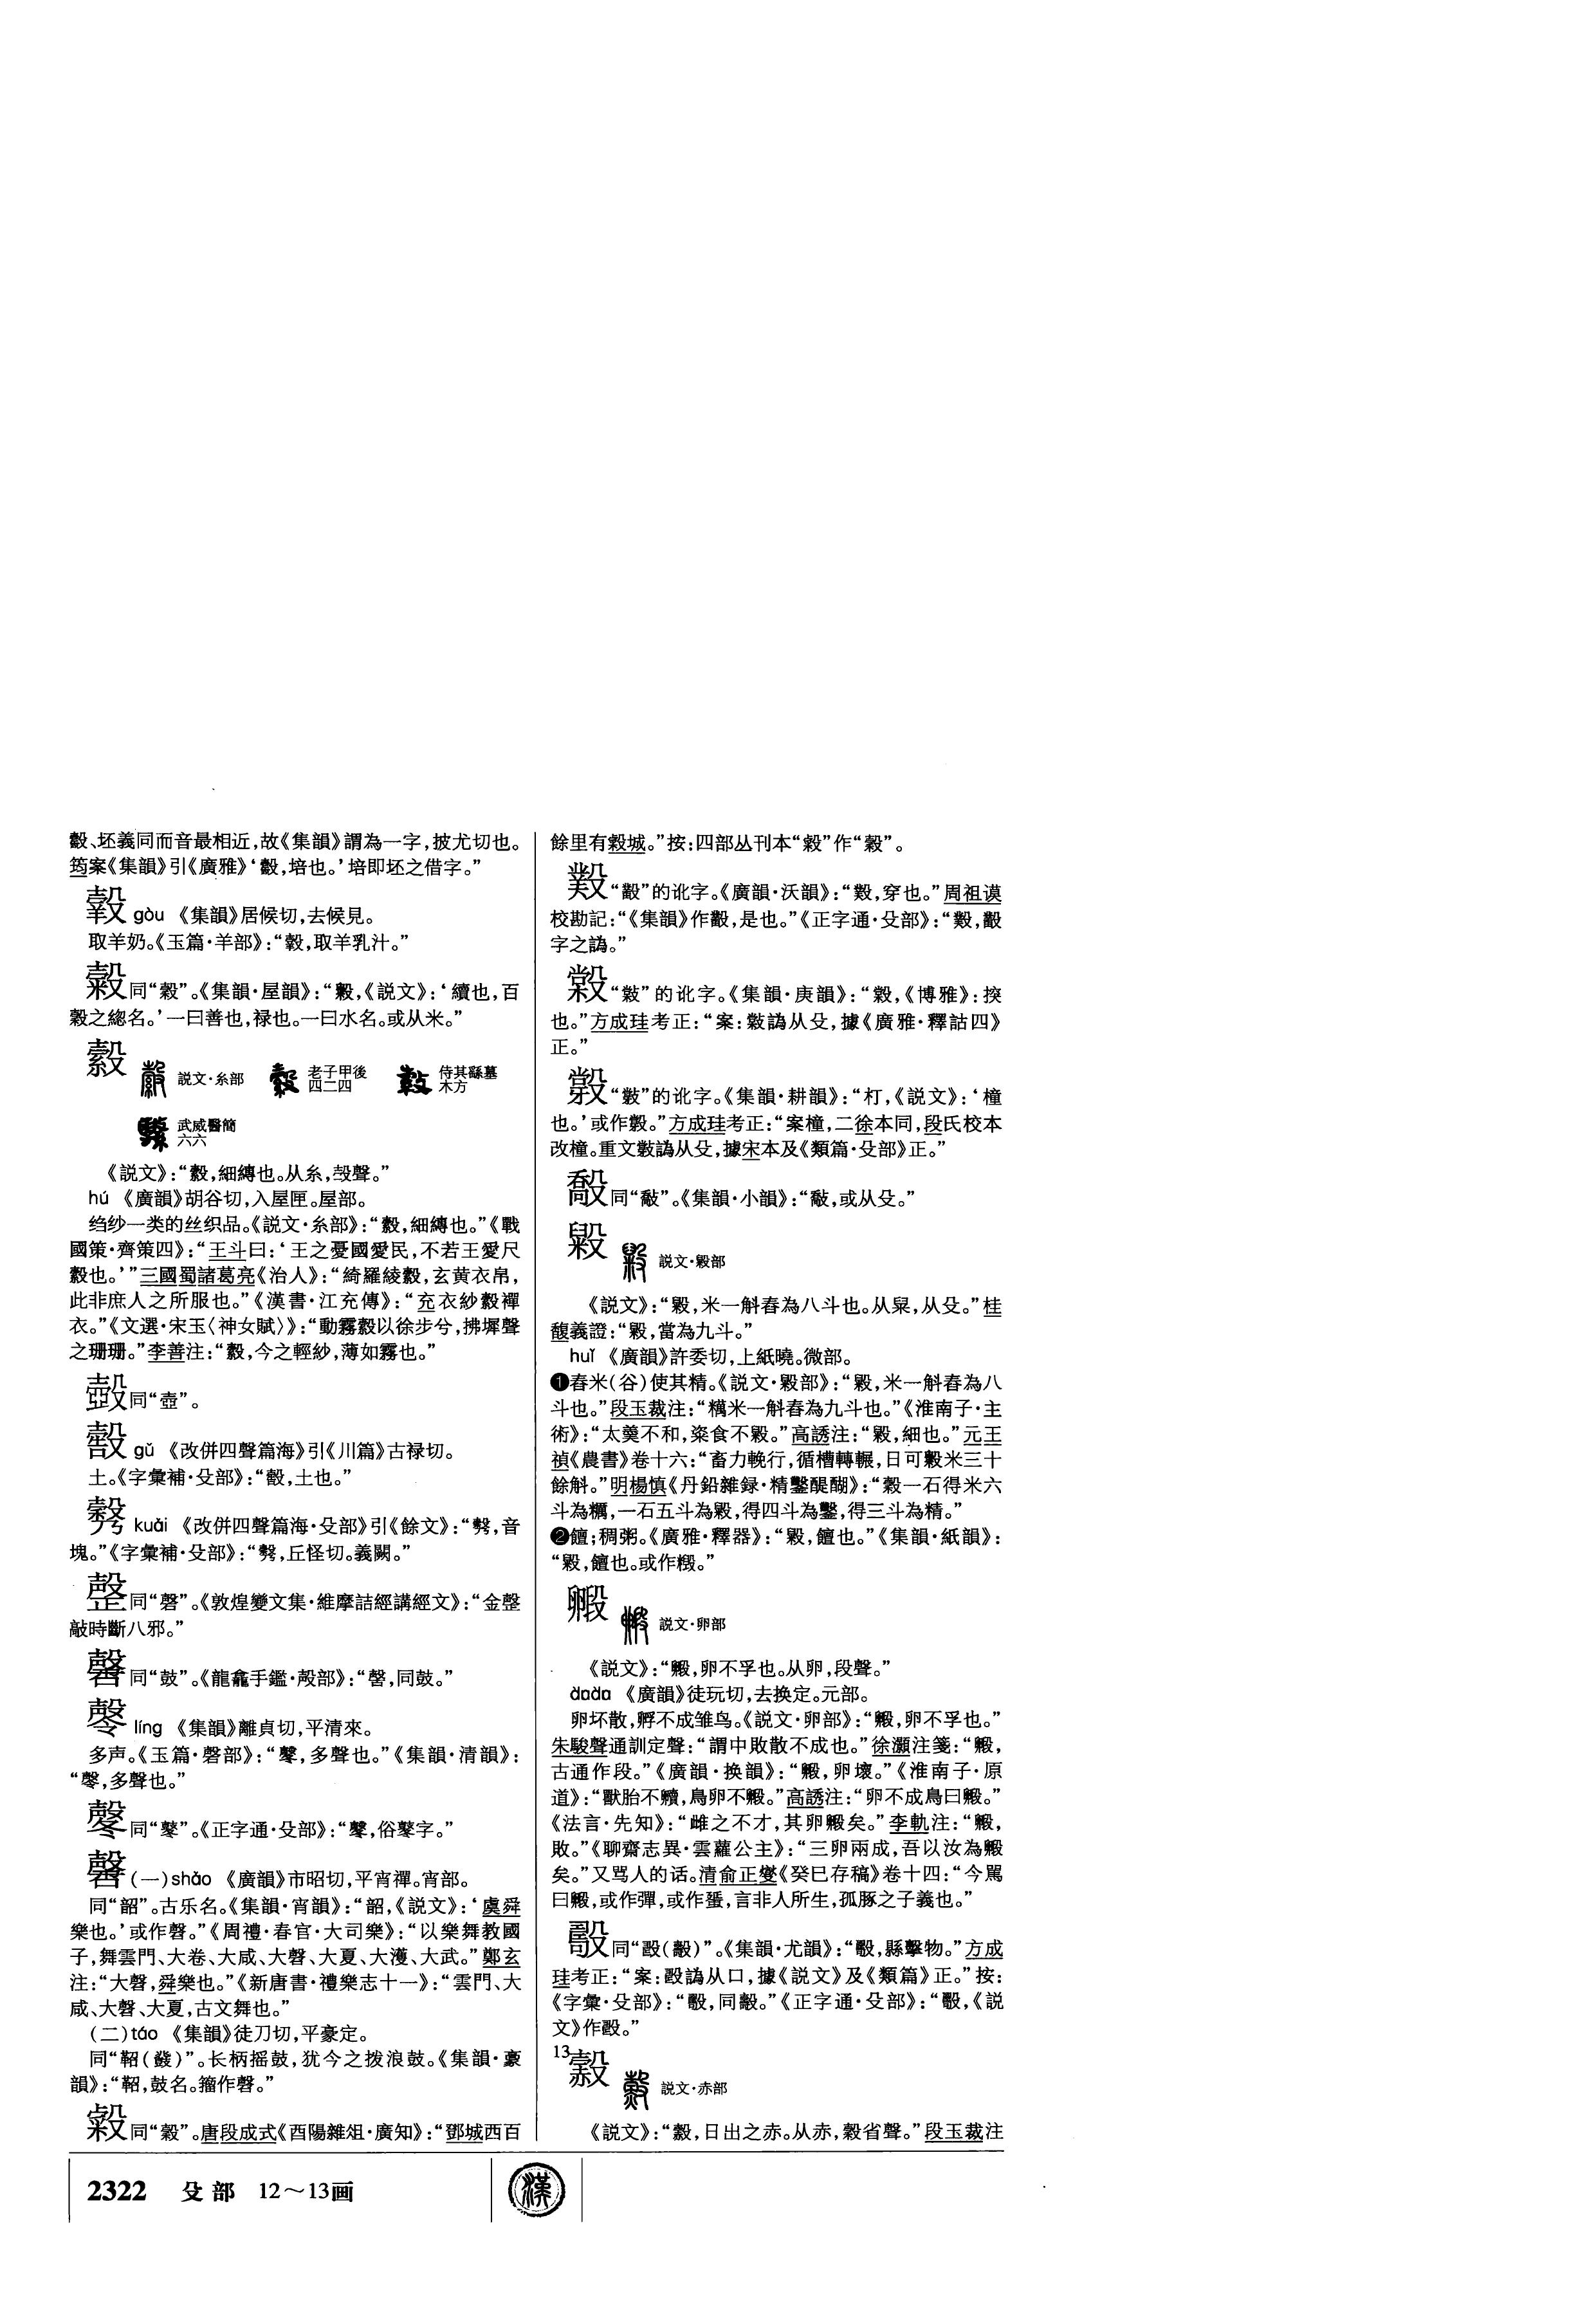 㱿、坯義同而音最相近，故《集韻》謂為一字，披尤切也。
筠案《集韻》引《廣雅》‘，培也。’培即坯之借字。”
gòu 《集韻》居候切，去候見。
取羊奶。《玉篇·羊部》：“，取羊乳汁。”
同“穀”。《集韻·屋韻》：“，《説文》：‘續也，百
穀之總名。’一曰善也，禄也。一曰水名。或从米。”
縠
説文·糸部 老子甲後 侍其繇墓
四二四 木方
武威醫簡
六六
《説文》：“縠，細縳也。从糸，𣪊聲。”
hú 《廣韻》胡谷切，入屋匣。屋部。
绉纱一类的丝织品。《説文·糸部》：“縠，細縳也。”《戰
國策·齊策四》：“王斗曰：‘王之憂國愛民，不若王愛尺
縠也。’”三國蜀諸葛亮《治人》：“綺羅綾縠，玄黄衣帛，
此非庶人之所服也。”《漢書·江充傳》：“充衣紗縠襌
衣。”《文選·宋玉〈神女賦〉》：“動霧縠以徐步兮，拂墀聲
之珊珊。”李善注：“縠，今之輕紗，薄如霧也。”
同“壺”。
gǔ 《改併四聲篇海》引《川篇》古禄切。
土。《字彙補·殳部》：“，土也。”
kuǎi 《改併四聲篇海·殳部》引《餘文》：“，音
塊。”《字彙補·殳部》：“，丘怪切。義闕。”
同“磬”。《敦煌變文集·維摩詰經講經文》：“金
敲時斷八邪。”
同“鼓”。《龍龕手鑑·殸部》：“，同鼓。”
líng 《集韻》離貞切，平清來。
多声。《玉篇·磬部》：“，多聲也。”《集韻·清韻》：
“，多聲也。”
同“鼕”。《正字通·殳部》：“，俗鼕字。”
㲈(一)sháo 《廣韻》市昭切，平宵禪。宵部。
同“韶”。古乐名。《集韻·宵韻》：“韶，《説文》：‘虞舜
樂也。’或作㲈。”《周禮·春官·大司樂》：“以樂舞教國
子，舞雲門、大卷、大咸、大㲈、大夏、大濩、大武。”鄭玄
注：“大㲈，舜樂也。”《新唐書·禮樂志十一》：“雲門、大
咸、大㲈、大夏，古文舞也。”
(二)táo 《集韻》徒刀切，平豪定。
同“鞀(鼗)”。长柄摇鼓，犹今之拨浪鼓。《集韻·豪
韻》：“鞀，鼓名。籀作㲈。”
同“穀”。唐段成式《酉陽雜俎·廣知》：“鄧城西百
餘里有城。”按：四部丛刊本“”作“穀”。
“”的讹字。《廣韻·沃韻》：“，穿也。”周祖谟
校勘記：“《集韻》作，是也。”《正字通·殳部》：“，
字之譌。”
“”的讹字。《集韻·庚韻》：“，《博雅》：揬
也。”方成珪考正：“案：譌从殳，據《廣雅·釋詁四》
正。”
“”的讹字。《集韻·耕韻》：“朾，《説文》：‘橦
也。’或作。”方成珪考正：“案橦，二徐本同，段氏校本
改橦。重文譌从殳，據宋本及《類篇·殳部》正。”
同“敿”。《集韻·小韻》：“敿，或从殳。”
毇
説文·毇部
《説文》：“毇，米一斛舂為八斗也。从臼米，从殳。”桂
馥義證：“毇，當為九斗。”
huǐ 《廣韻》許委切，上紙曉。微部。
❶舂米(谷)使其精。《説文·毇部》：“毇，米一斛舂為八
斗也。”段玉裁注：“糲米一斛舂為九斗也。”《淮南子·主
術》：“太羹不和，粢食不毇。”高誘注：“毇，細也。”元王
禎《農書》卷十六：“畜力輓行，循槽轉輾，日可毇米三十
餘斛。”明楊慎《丹鉛雜録·精鑿醍醐》：“穀一石得米六
斗為糲，一石五斗為毇，得四斗為鑿，得三斗為精。”
❷饘；稠粥。《廣雅·釋器》：“毇，饘也。”《集韻·紙韻》：
“毇，饘也。或作。”
毈
説文·卵部
《説文》：“毈，卵不孚也。从卵，段聲。”
duàn 《廣韻》徒玩切，去换定。元部。
卵坏散，孵不成雏鸟。《説文·卵部》：“毈，卵不孚也。”
朱駿聲通訓定聲：“謂中敗散不成也。”徐灝注箋：“毈，
古通作段。”《廣韻·换韻》：“毈，卵壞。”《淮南子·原
道》：“獸胎不贕，鳥卵不毈。”高誘注：“卵不成鳥曰毈。”
《法言·先知》：“雌之不才，其卵毈矣。”李軌注：“毈，
敗。”《聊齋志異·雲蘿公主》：“三卵兩成，吾以汝為毈
矣。”又骂人的话。清俞正燮《癸巳存稿》卷十四：“今駡
曰毈，或作彈，或作蜑，言非人所生，孤豚之子義也。”
同“㱾()”。《集韻·尤韻》：“，縣擊物。”方成
珪考正：“案：譌从口，據《説文》及《類篇》正。”按：
《字彙·殳部》：“，同。”《正字通·殳部》：“，《説
文》作。”
13
説文·赤部
《説文》：“，日出之赤。从赤，穀省聲。”段玉裁注
2322 殳部 12～13画
漢